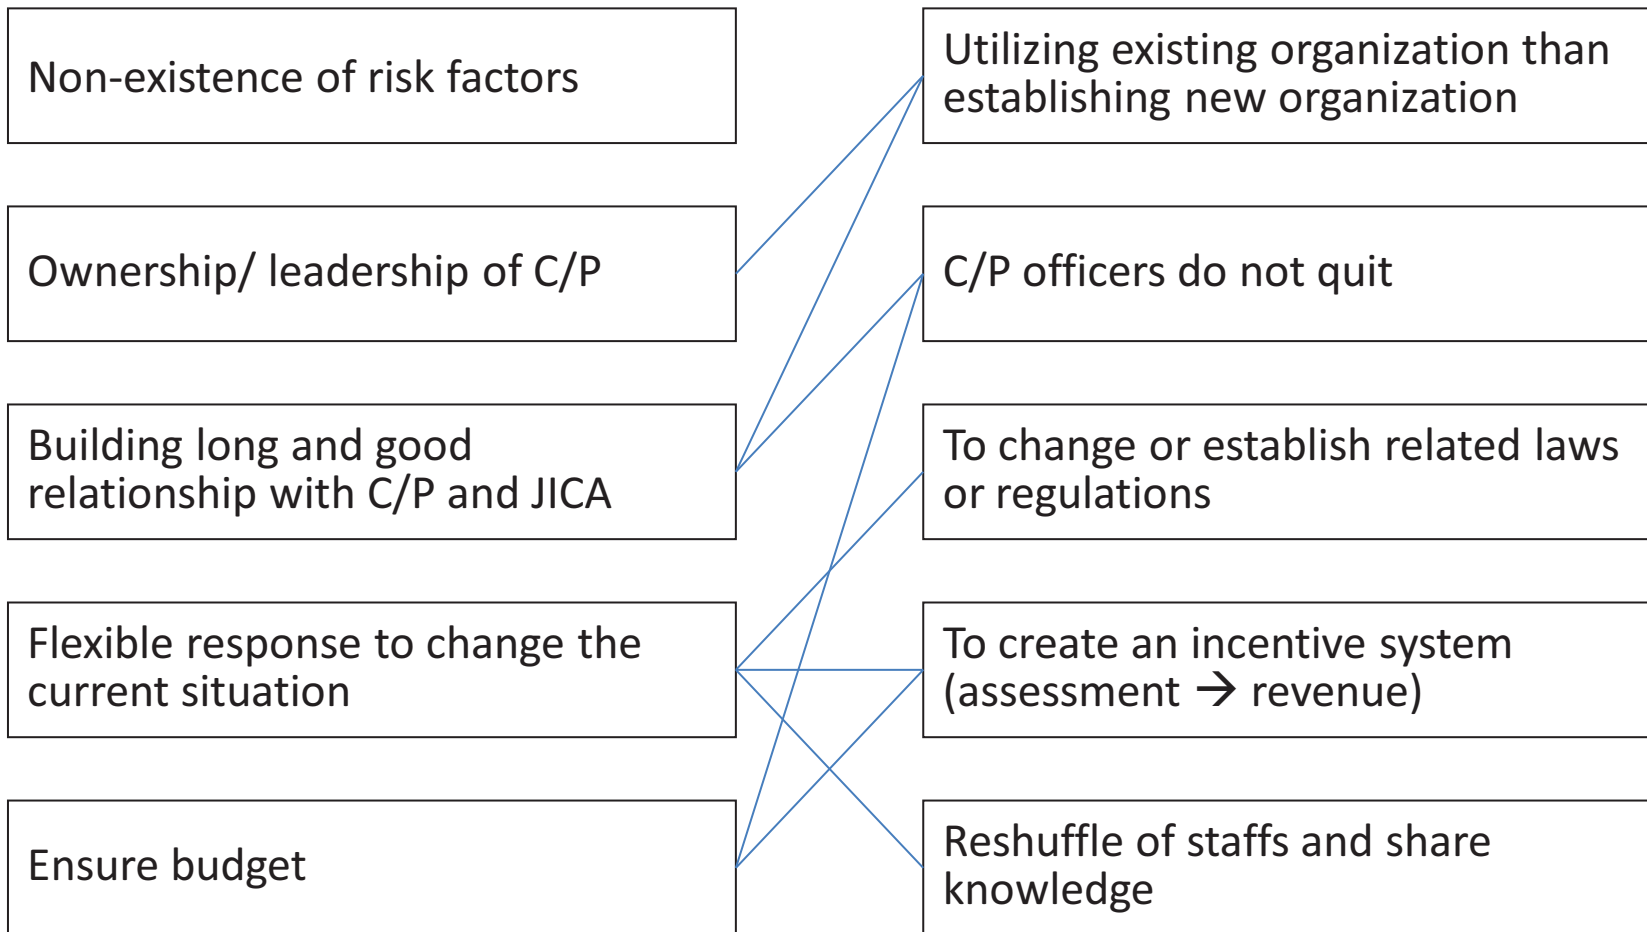 Non-existence of risk factors
Utilizing existing organization than
establishing new organization
Ownership/ leadership of C/P
C/P officers do not quit
Building long and good
relationship with C/P and JICA
To change or establish related laws
or regulations
Flexible response to change the
current situation
To create an incentive system
(assessment → revenue)
Ensure budget
Reshuffle of staffs and share
knowledge